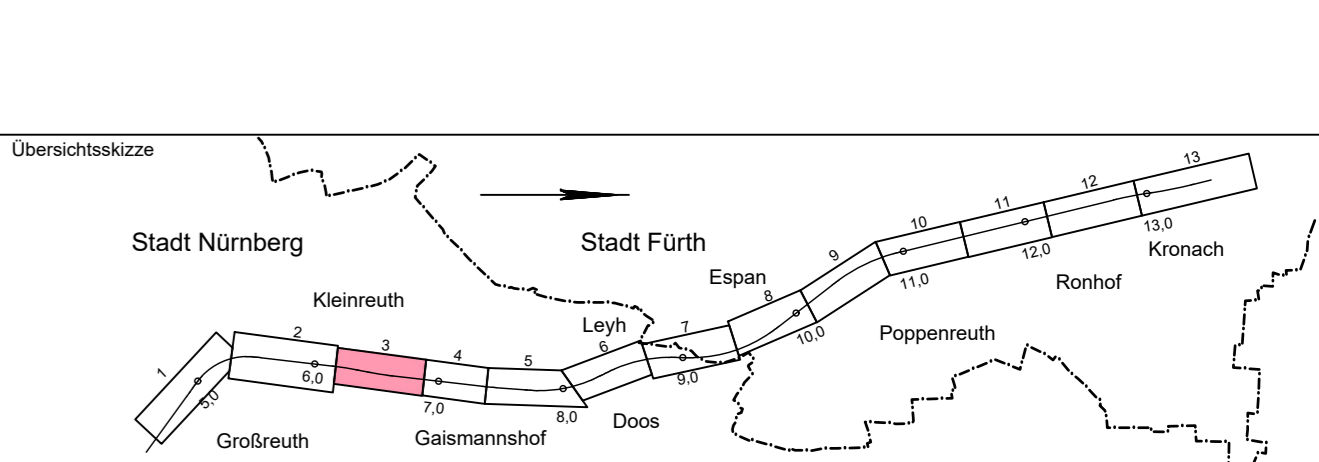 Übersichtsskizze
Stadt Nürnberg
Stadt Fürth
Kleinreuth
Leyh
Espan
Poppenreuth
Ronhof
Kronach
Großreuth
Gaismannshof
Doos
1
2
3
4
5
6
7
8
9
10
11
12
13
5,0
6,0
7,0
8,0
9,0
10,0
11,0
12,0
13,0